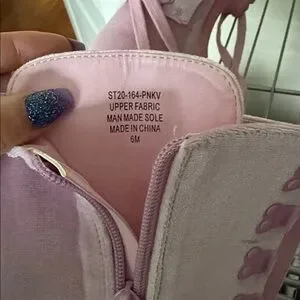 ST20-164-PNKV
UPPER FABRIC
MAN MADE SOLE
MADE IN CHINA
6M